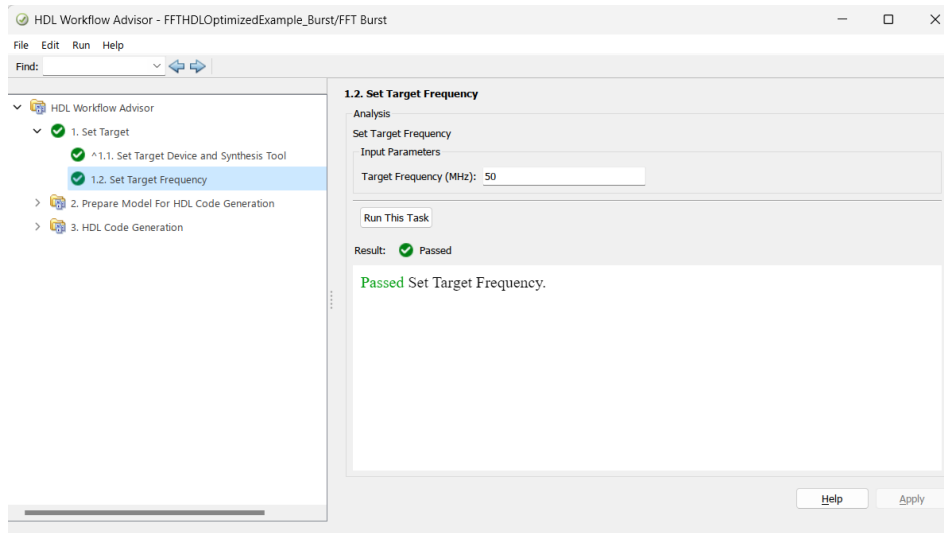 HDL Workflow Advisor - FFTHDLOptimizedExample_Burst/FFT Burst
File Edit Run Help
Find:
HDL Workflow Advisor
1. Set Target
^1.1. Set Target Device and Synthesis Tool
1.2. Set Target Frequency
2. Prepare Model For HDL Code Generation
3. HDL Code Generation
1.2. Set Target Frequency
Analysis
Set Target Frequency
Input Parameters
Target Frequency (MHz): 50
Run This Task
Result: Passed
Passed Set Target Frequency.
Help Apply